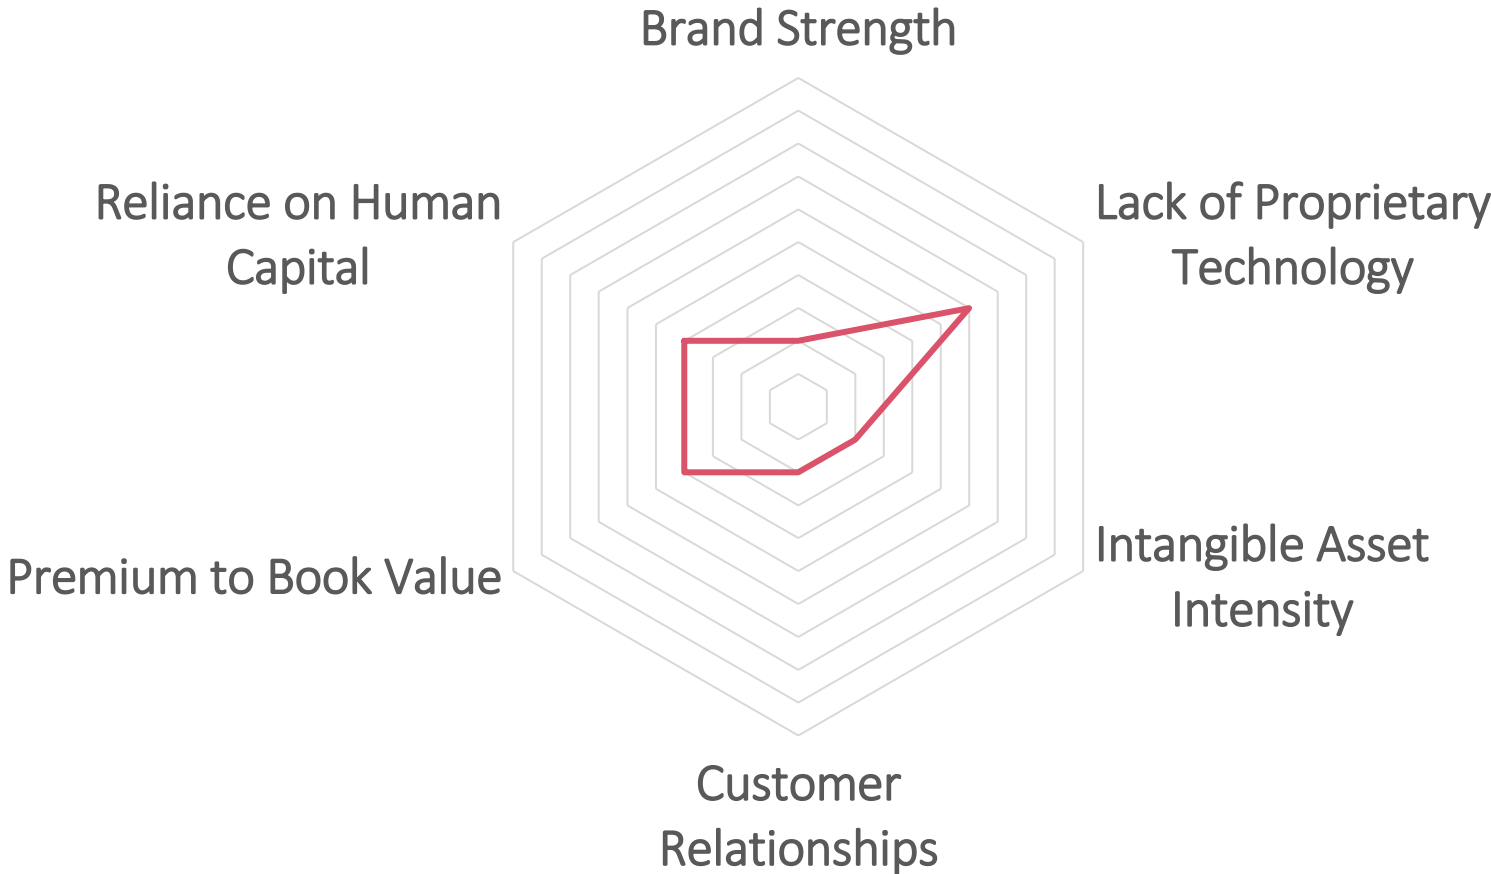 Brand Strength
Lack of Proprietary
Technology
Intangible Asset
Intensity
Customer
Relationships
Premium to Book Value
Reliance on Human
Capital